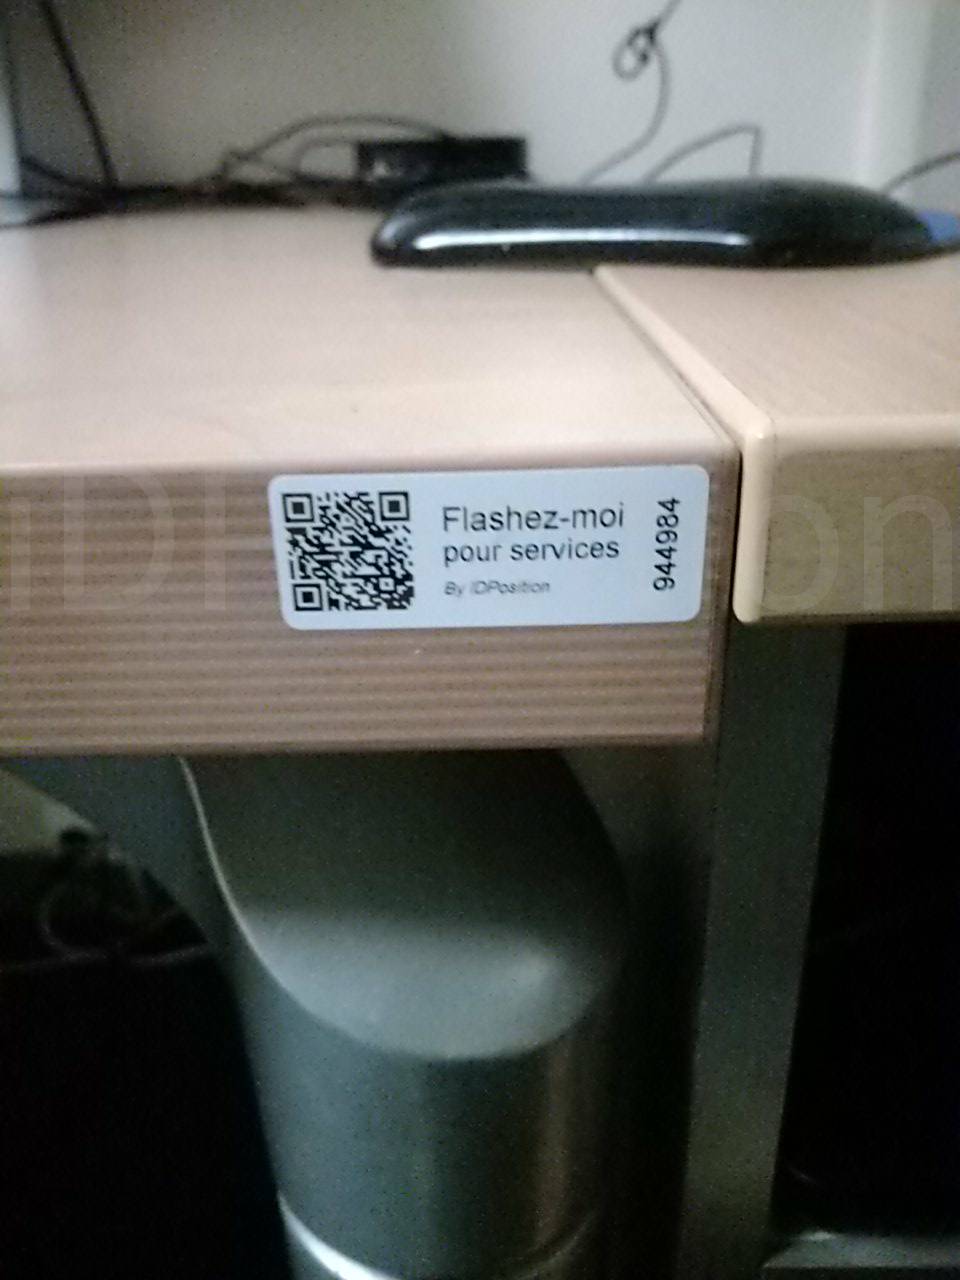 Flashez-moi
pour services
By IDPosition
944984